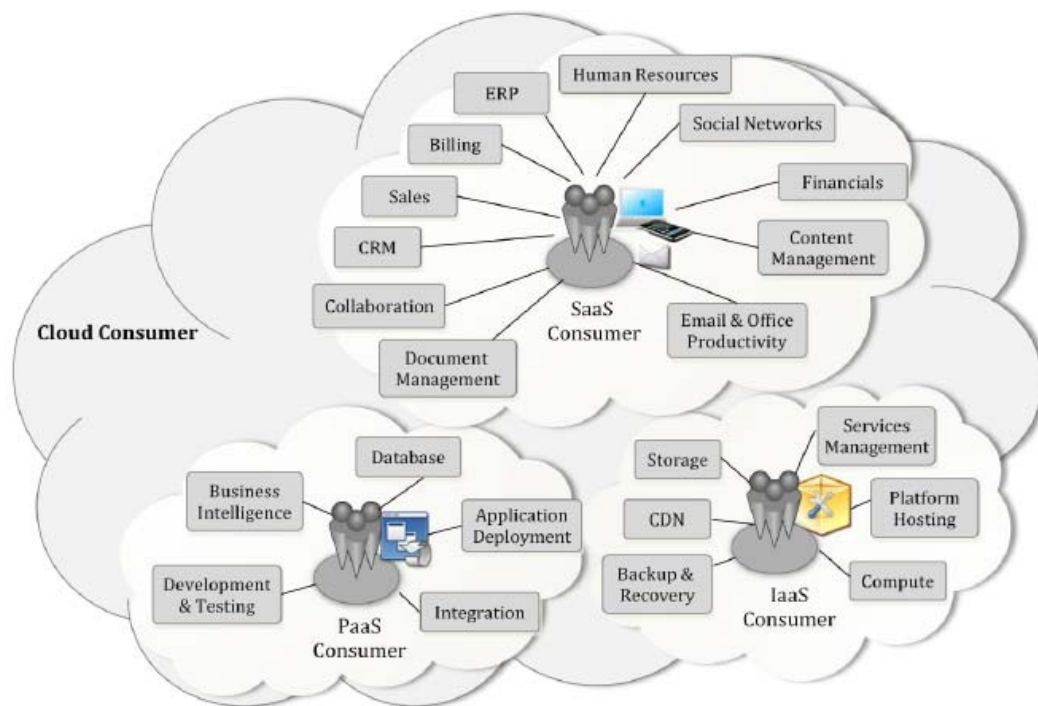 Human Resources
ERP
Social Networks
Billing
Financials
Sales
CRM
Content
Management
Collaboration
SaaS
Consumer
Email & Office
Productivity
Document
Management
Cloud Consumer
Database
Business
Intelligence
Application
Deployment
Development
& Testing
Integration
PaaS
Consumer
Services
Management
Storage
CDN
Platform
Hosting
Backup &
Recovery
Compute
IaaS
Consumer